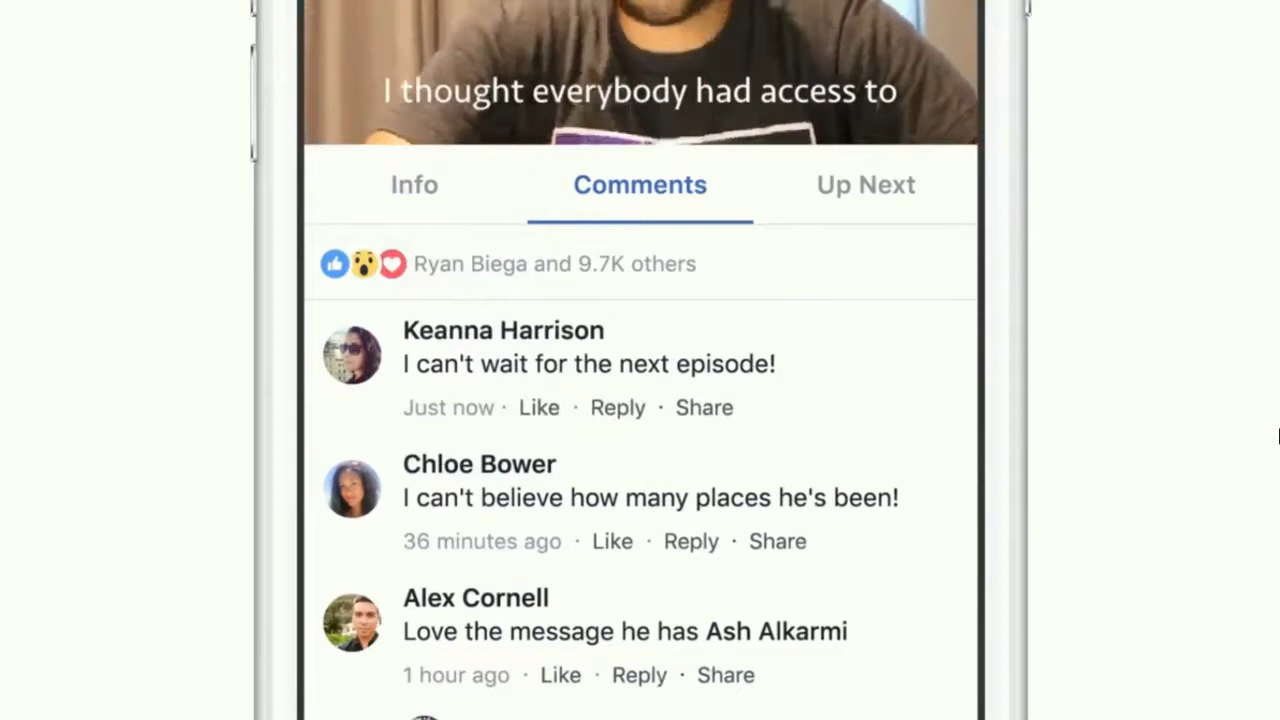 I thought everybody had access to
Info
Comments
Up Next
Ryan Biega and 9.7K others
Keanna Harrison
I can't wait for the next episode!
Just now · Like · Reply · Share
Chloe Bower
I can't believe how many places he's been!
36 minutes ago · Like · Reply · Share
Alex Cornell
Love the message he has Ash Alkarmi
1 hour ago · Like · Reply · Share